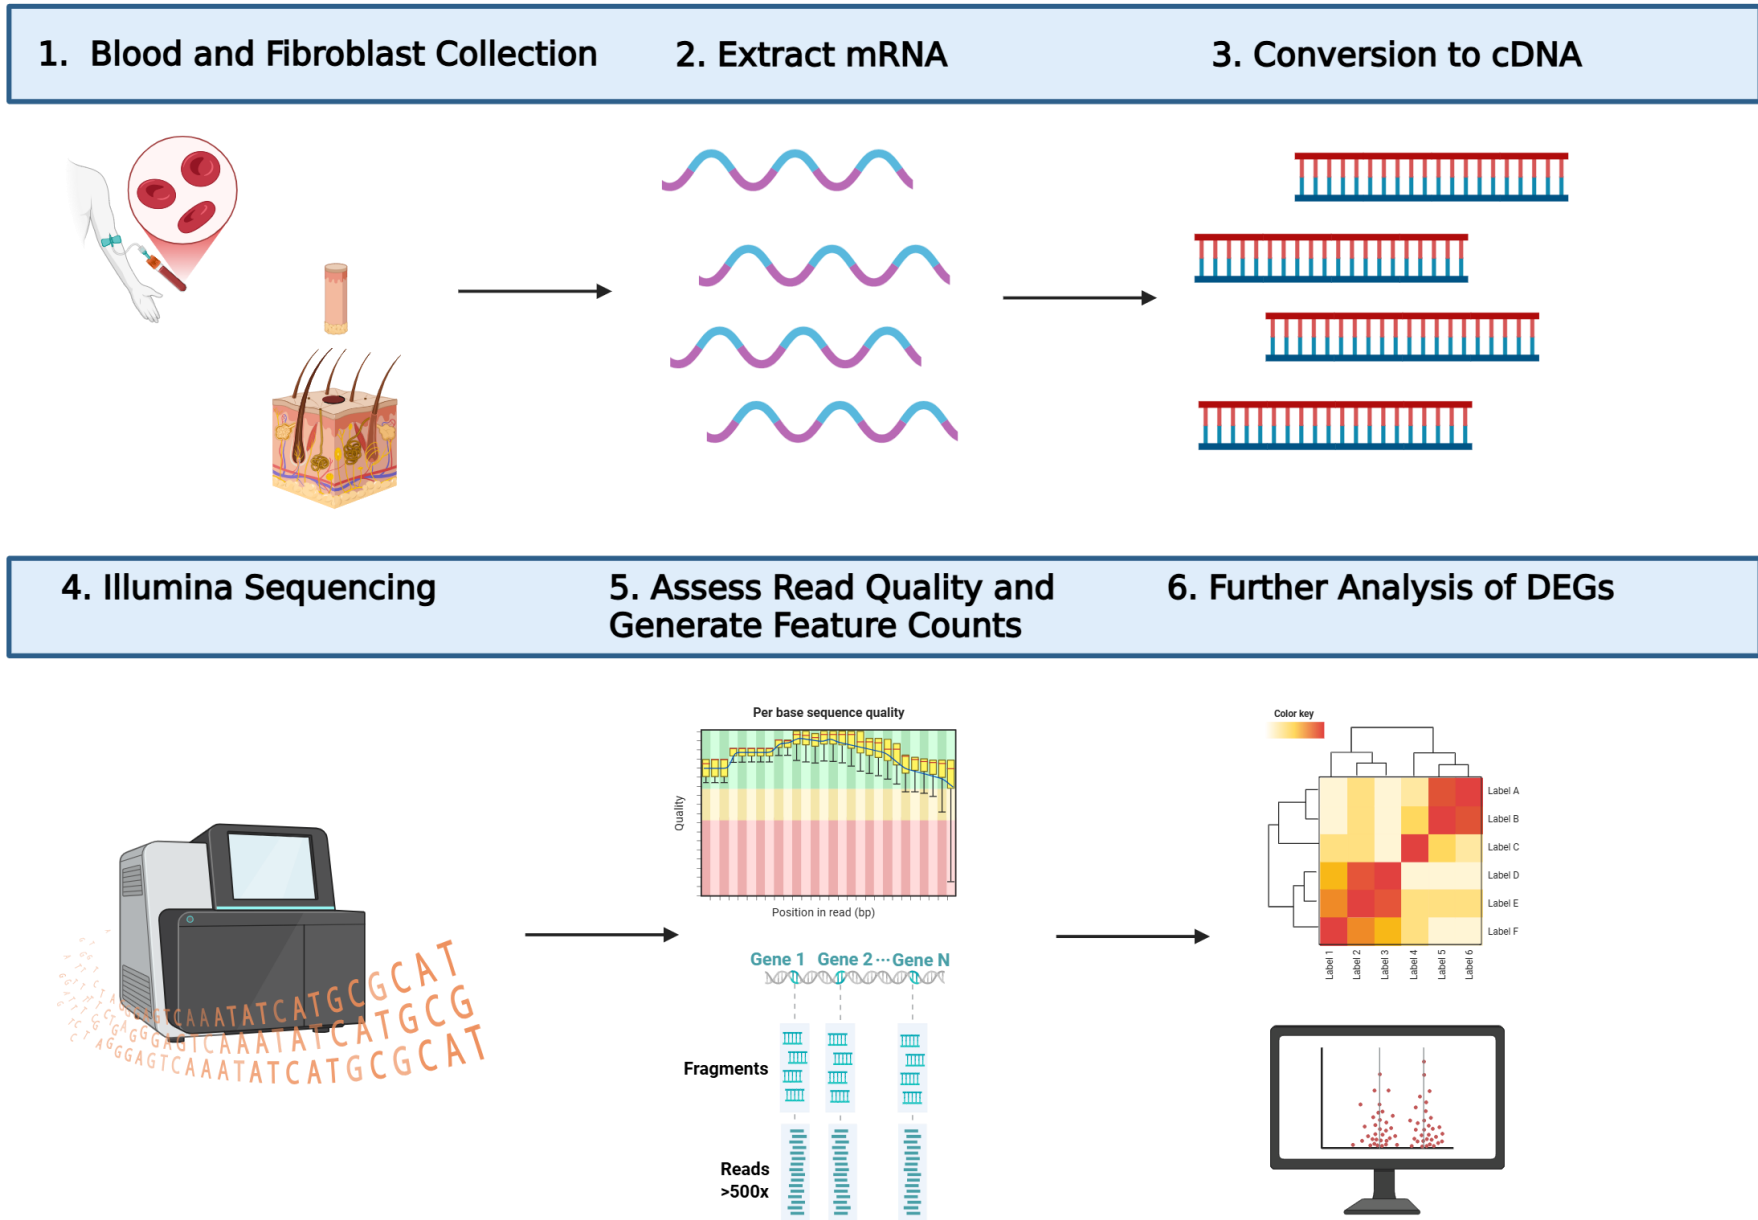 1. Blood and Fibroblast Collection
2. Extract mRNA
3. Conversion to cDNA
4. Illumina Sequencing
5. Assess Read Quality and
Generate Feature Counts
6. Further Analysis of DEGs
GAGTCAAATATCATGCGCAT
GGGAGTCAAATATCATGCG
AGGGAGTCAAATATCATGCGCAT
Per base sequence quality
Quality
Position in read (bp)
Gene 1 Gene 2 ··· Gene N
Fragments
Reads
>500x
Color key
Label A
Label B
Label C
Label D
Label E
Label F
Label 1
Label 2
Label 3
Label 4
Label 5
Label 6